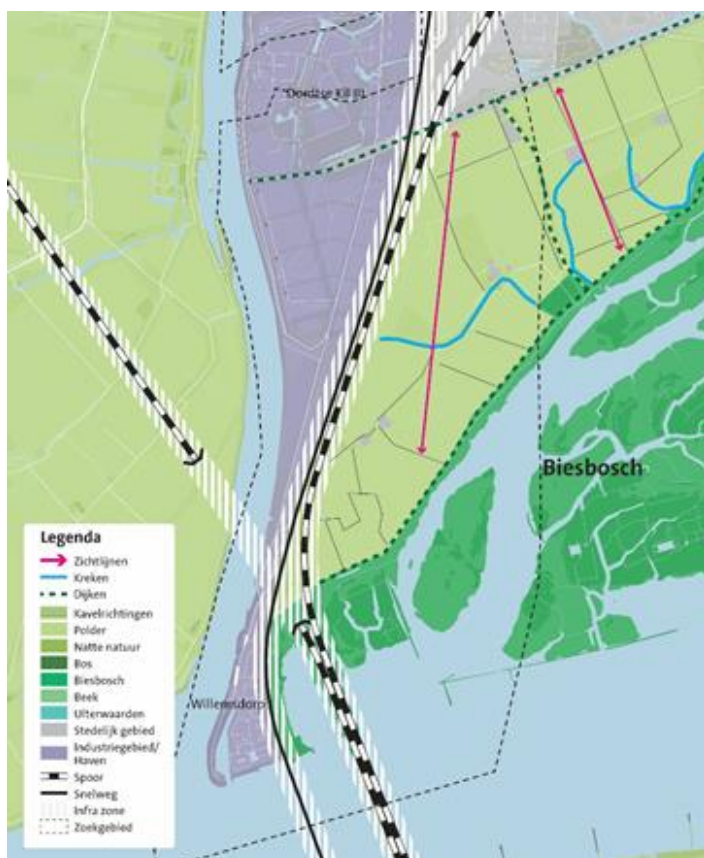 Dordtse Kil III
Biesbosch
Willemsdorp
Legenda
Zichtlijnen
Kreken
Dijken
Kavelrichtingen
Polder
Natte natuur
Bos
Biesbosch
Beek
Uiterwaarden
Stedelijk gebied
Industriegebied/
Haven
Spoor
Snelweg
Infra zone
Zoekgebied